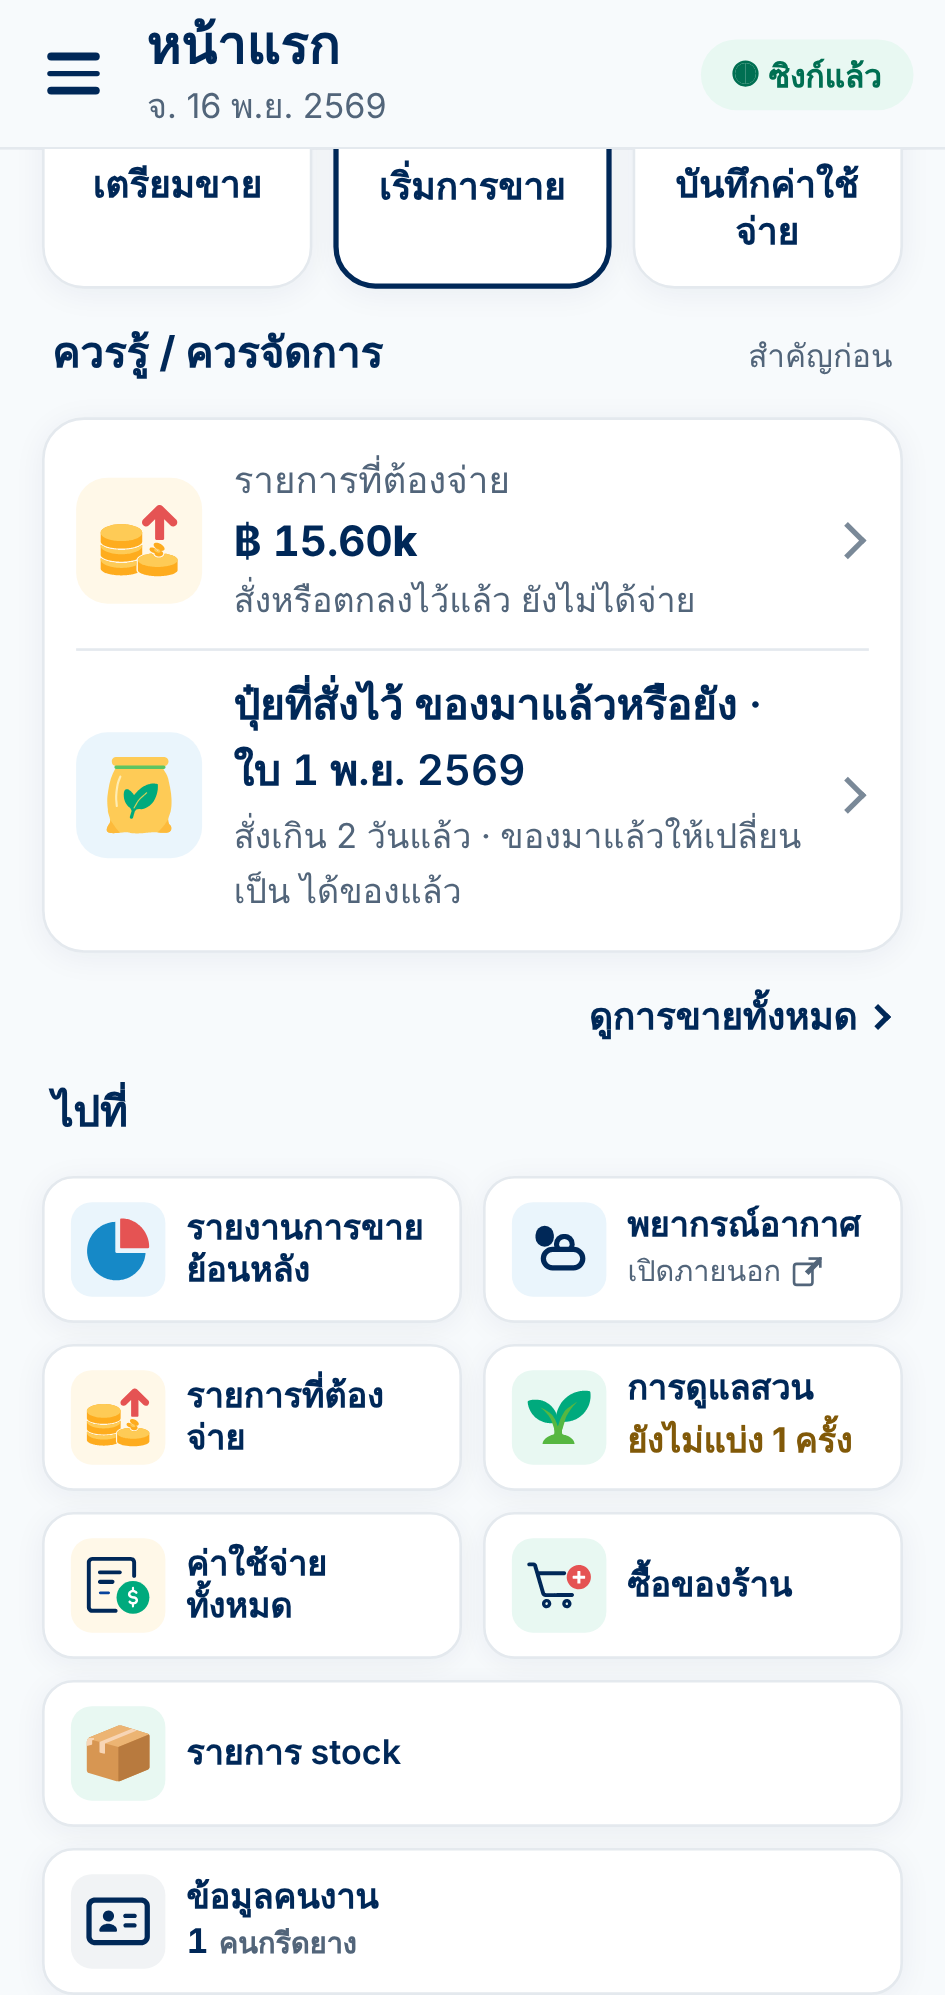 หน้าแรก
จ. 16 พ.ย. 2569
ซิงก์แล้ว
เตรียมขาย
เริ่มการขาย
บันทึกค่าใช้
จ่าย
ควรรู้ / ควรจัดการ
สำคัญก่อน
รายการที่ต้องจ่าย
฿ 15.60k
สั่งหรือตกลงไว้แล้ว ยังไม่ได้จ่าย
ปุ๋ยที่สั่งไว้ ของมาแล้วหรือยัง ·
ใบ 1 พ.ย. 2569
สั่งเกิน 2 วันแล้ว · ของมาแล้วให้เปลี่ยน
เป็น ได้ของแล้ว
ดูการขายทั้งหมด
ไปที่
รายงานการขาย
ย้อนหลัง
พยากรณ์อากาศ
เปิดภายนอก
รายการที่ต้อง
จ่าย
การดูแลสวน
ยังไม่แบ่ง 1 ครั้ง
ค่าใช้จ่าย
ทั้งหมด
ซื้อของร้าน
รายการ stock
ข้อมูลคนงาน
1 คนกรีดยาง